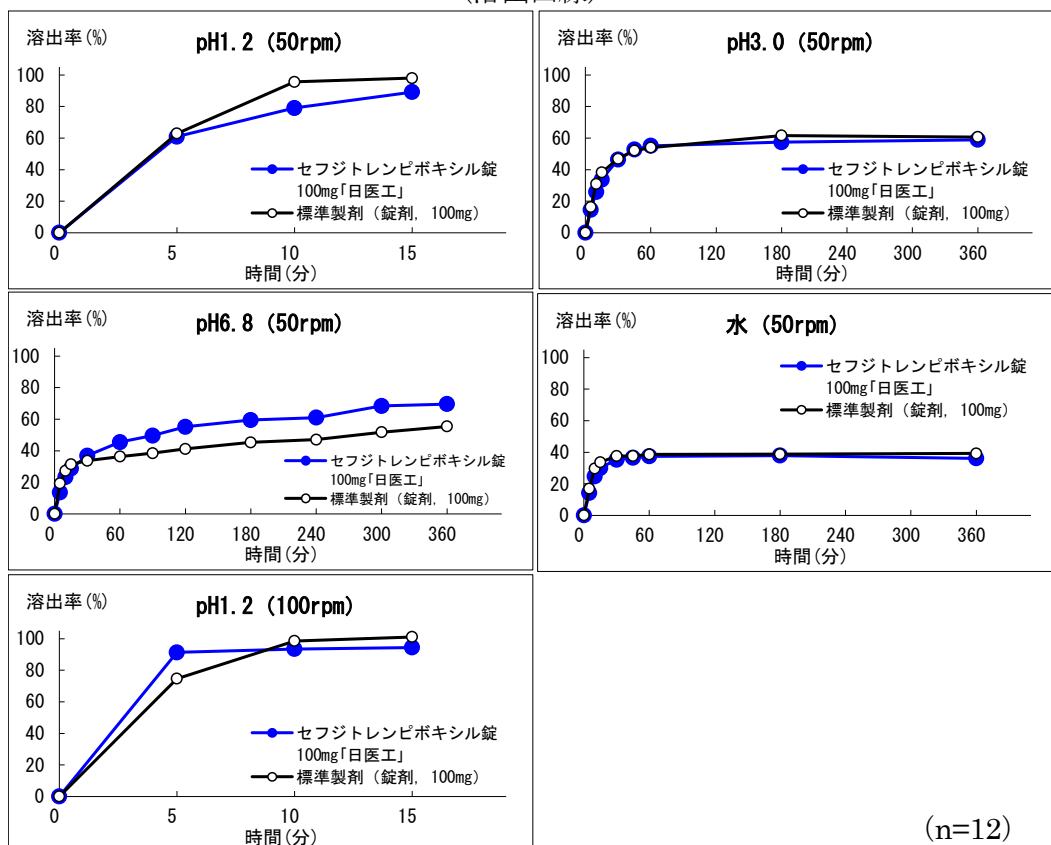 (溶出曲線)
溶出率(%)
pH1.2 (50rpm)
100
80
60
40
20
0
0 5 10 15
時間(分)
セフジトレンピボキシル錠
100mg「日医工」
標準製剤(錠剤, 100mg)
溶出率(%)
pH3.0 (50rpm)
100
80
60
40
20
0
0 60 120 180 240 300 360
時間(分)
セフジトレンピボキシル錠
100mg「日医工」
標準製剤(錠剤, 100mg)
溶出率(%)
pH6.8 (50rpm)
100
80
60
40
20
0
0 60 120 180 240 300 360
時間(分)
セフジトレンピボキシル錠
100mg「日医工」
標準製剤(錠剤, 100mg)
溶出率(%)
水 (50rpm)
100
80
60
40
20
0
0 60 120 180 240 300 360
時間(分)
セフジトレンピボキシル錠
100mg「日医工」
標準製剤(錠剤, 100mg)
溶出率(%)
pH1.2 (100rpm)
100
80
60
40
20
0
0 5 10 15
時間(分)
セフジトレンピボキシル錠
100mg「日医工」
標準製剤(錠剤, 100mg)
(n=12)